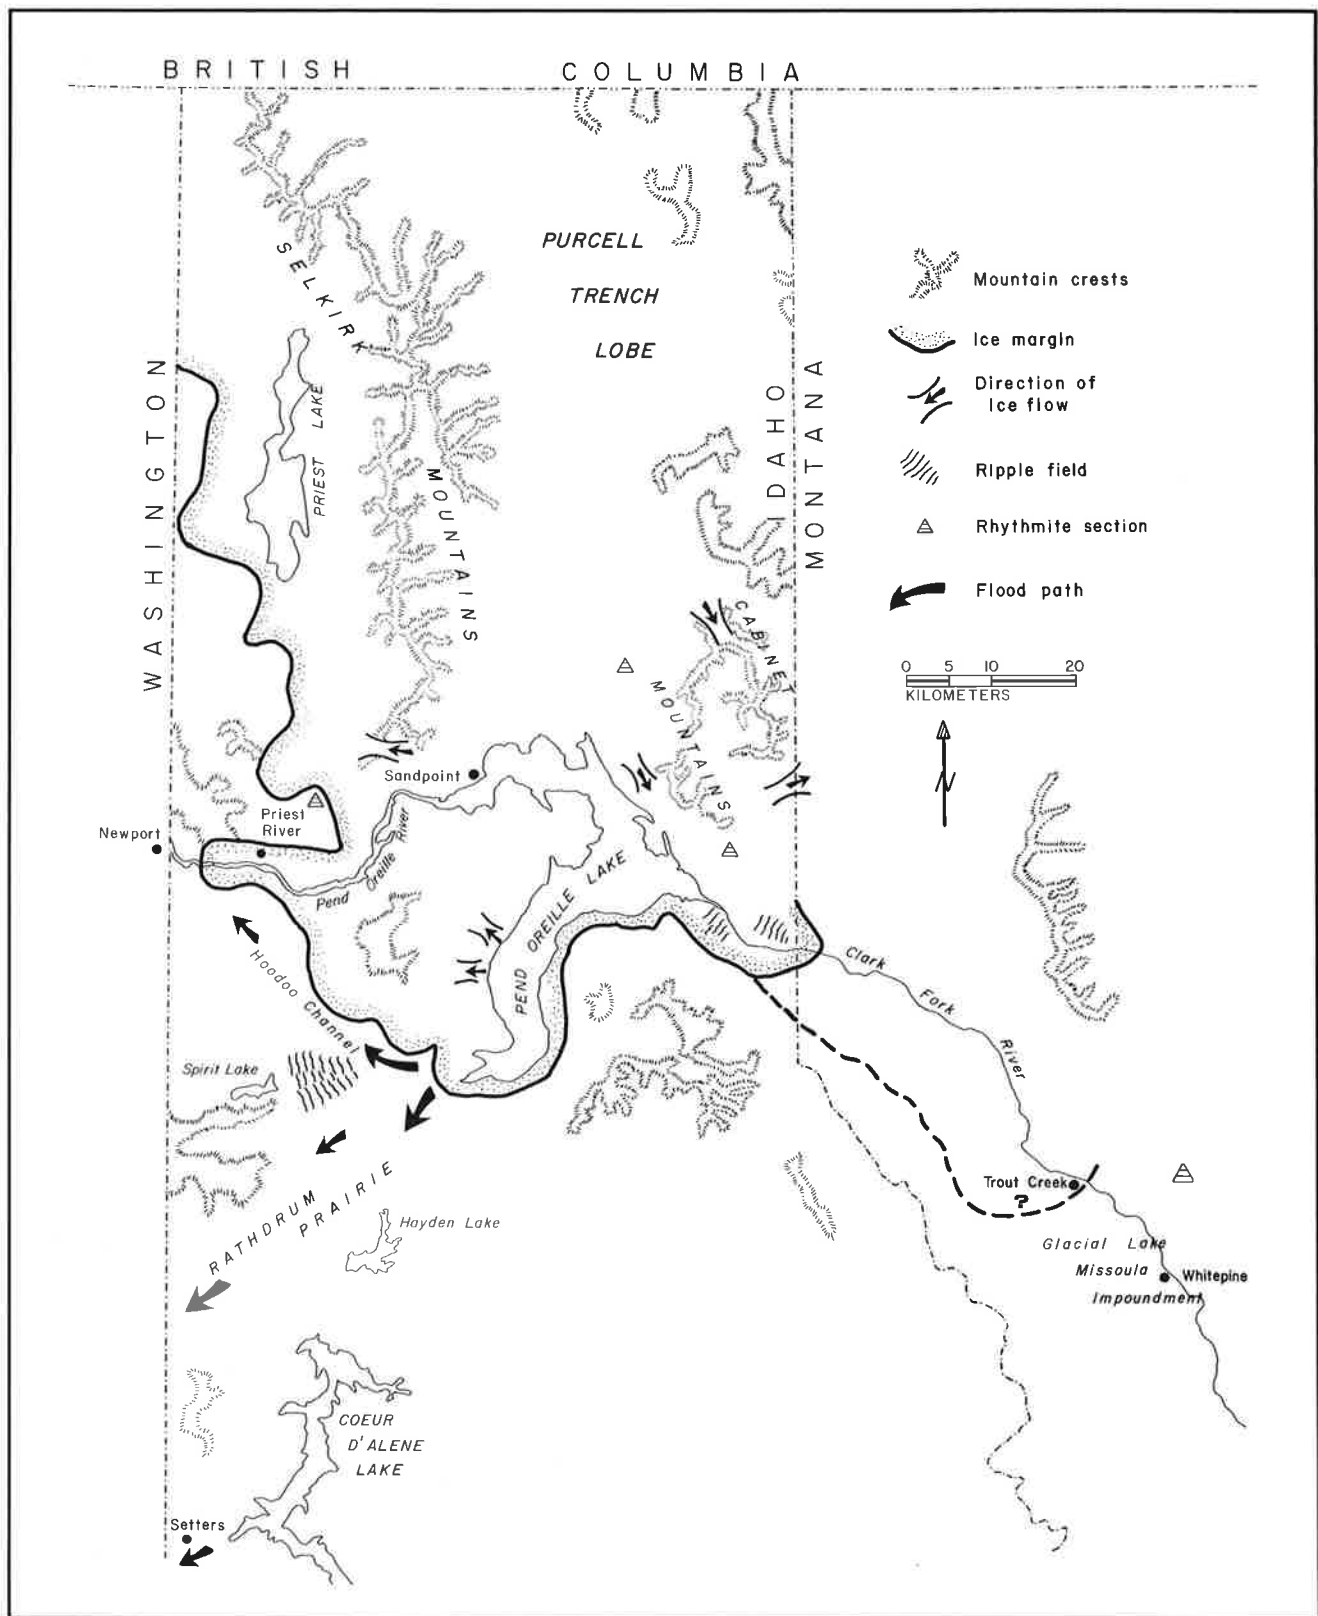 BRITISH COLUMBIA
PURCELL
TRENCH
LOBE
SELKIRK
MOUNTAINS
PRIEST LAKE
WASHINGTON
IDAHO
MONTANA
Mountain crests
Ice margin
Direction of
Ice flow
Ripple field
Rhythmite section
Flood path
0 5 10 20
KILOMETERS
N
CABINET
MOUNTAINS
Sandpoint
Priest
River
Newport
Pend Oreille River
PEND OREILLE LAKE
Hoodoo Channel
Clark
Fork
River
Spirit Lake
RATHDRUM
PRAIRIE
Hayden Lake
Trout Creek
?
Glacial Lake
Missoula
Impoundment
Whitepine
COEUR
D'ALENE
LAKE
Setters